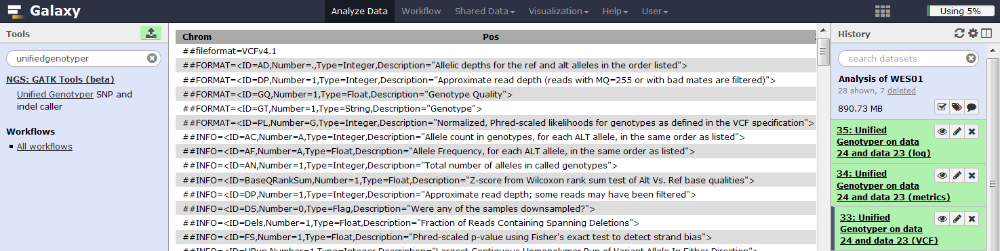 Galaxy
Analyze Data Workflow Shared Data Visualization Help User
Using 5%
Tools
unifiedgenotyper
NGS: GATK Tools (beta)
Unified Genotyper SNP and
indel caller
Workflows
All workflows
Chrom Pos
##fileformat=VCFv4.1
##FORMAT=<ID=AD,Number=.,Type=Integer,Description="Allelic depths for the ref and alt alleles in the order listed">
##FORMAT=<ID=DP,Number=1,Type=Integer,Description="Approximate read depth (reads with MQ=255 or with bad mates are filtered)">
##FORMAT=<ID=GQ,Number=1,Type=Float,Description="Genotype Quality">
##FORMAT=<ID=GT,Number=1,Type=String,Description="Genotype">
##FORMAT=<ID=PL,Number=G,Type=Integer,Description="Normalized, Phred-scaled likelihoods for genotypes as defined in the VCF specification">
##INFO=<ID=AC,Number=A,Type=Integer,Description="Allele count in genotypes, for each ALT allele, in the same order as listed">
##INFO=<ID=AF,Number=A,Type=Float,Description="Allele Frequency, for each ALT allele, in the same order as listed">
##INFO=<ID=AN,Number=1,Type=Integer,Description="Total number of alleles in called genotypes">
##INFO=<ID=BaseQRankSum,Number=1,Type=Float,Description="Z-score from Wilcoxon rank sum test of Alt Vs. Ref base qualities">
##INFO=<ID=DP,Number=1,Type=Integer,Description="Approximate read depth; some reads may have been filtered">
##INFO=<ID=DS,Number=0,Type=Flag,Description="Were any of the samples downsampled?">
##INFO=<ID=Dels,Number=1,Type=Float,Description="Fraction of Reads Containing Spanning Deletions">
##INFO=<ID=FS,Number=1,Type=Float,Description="Phred-scaled p-value using Fisher's exact test to detect strand bias">
##INFO=<ID=HRun,Number=1,Type=Integer,Description="Largest Contiguous Homopolymer Run of Variant Allele In Either Direction">
History
search datasets
Analysis of WES01
28 shown, 7 deleted
890.73 MB
35: Unified
Genotyper on data
24 and data 23 (log)
34: Unified
Genotyper on data
24 and data 23 (metrics)
33: Unified
Genotyper on data
24 and data 23 (VCF)